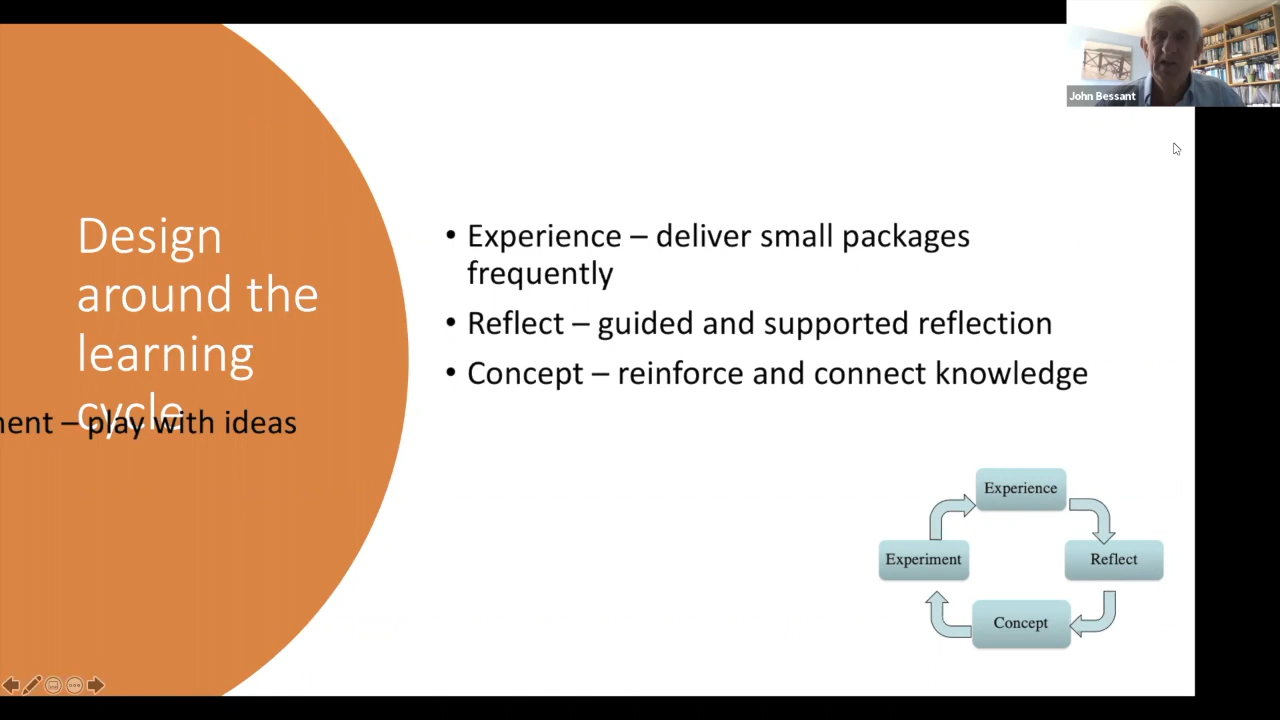 John Bessant
Design
around the
learning
cycle
• Experience – deliver small packages
frequently
• Reflect – guided and supported reflection
• Concept – reinforce and connect knowledge
ment – play with ideas
Experience
Experiment
Reflect
Concept